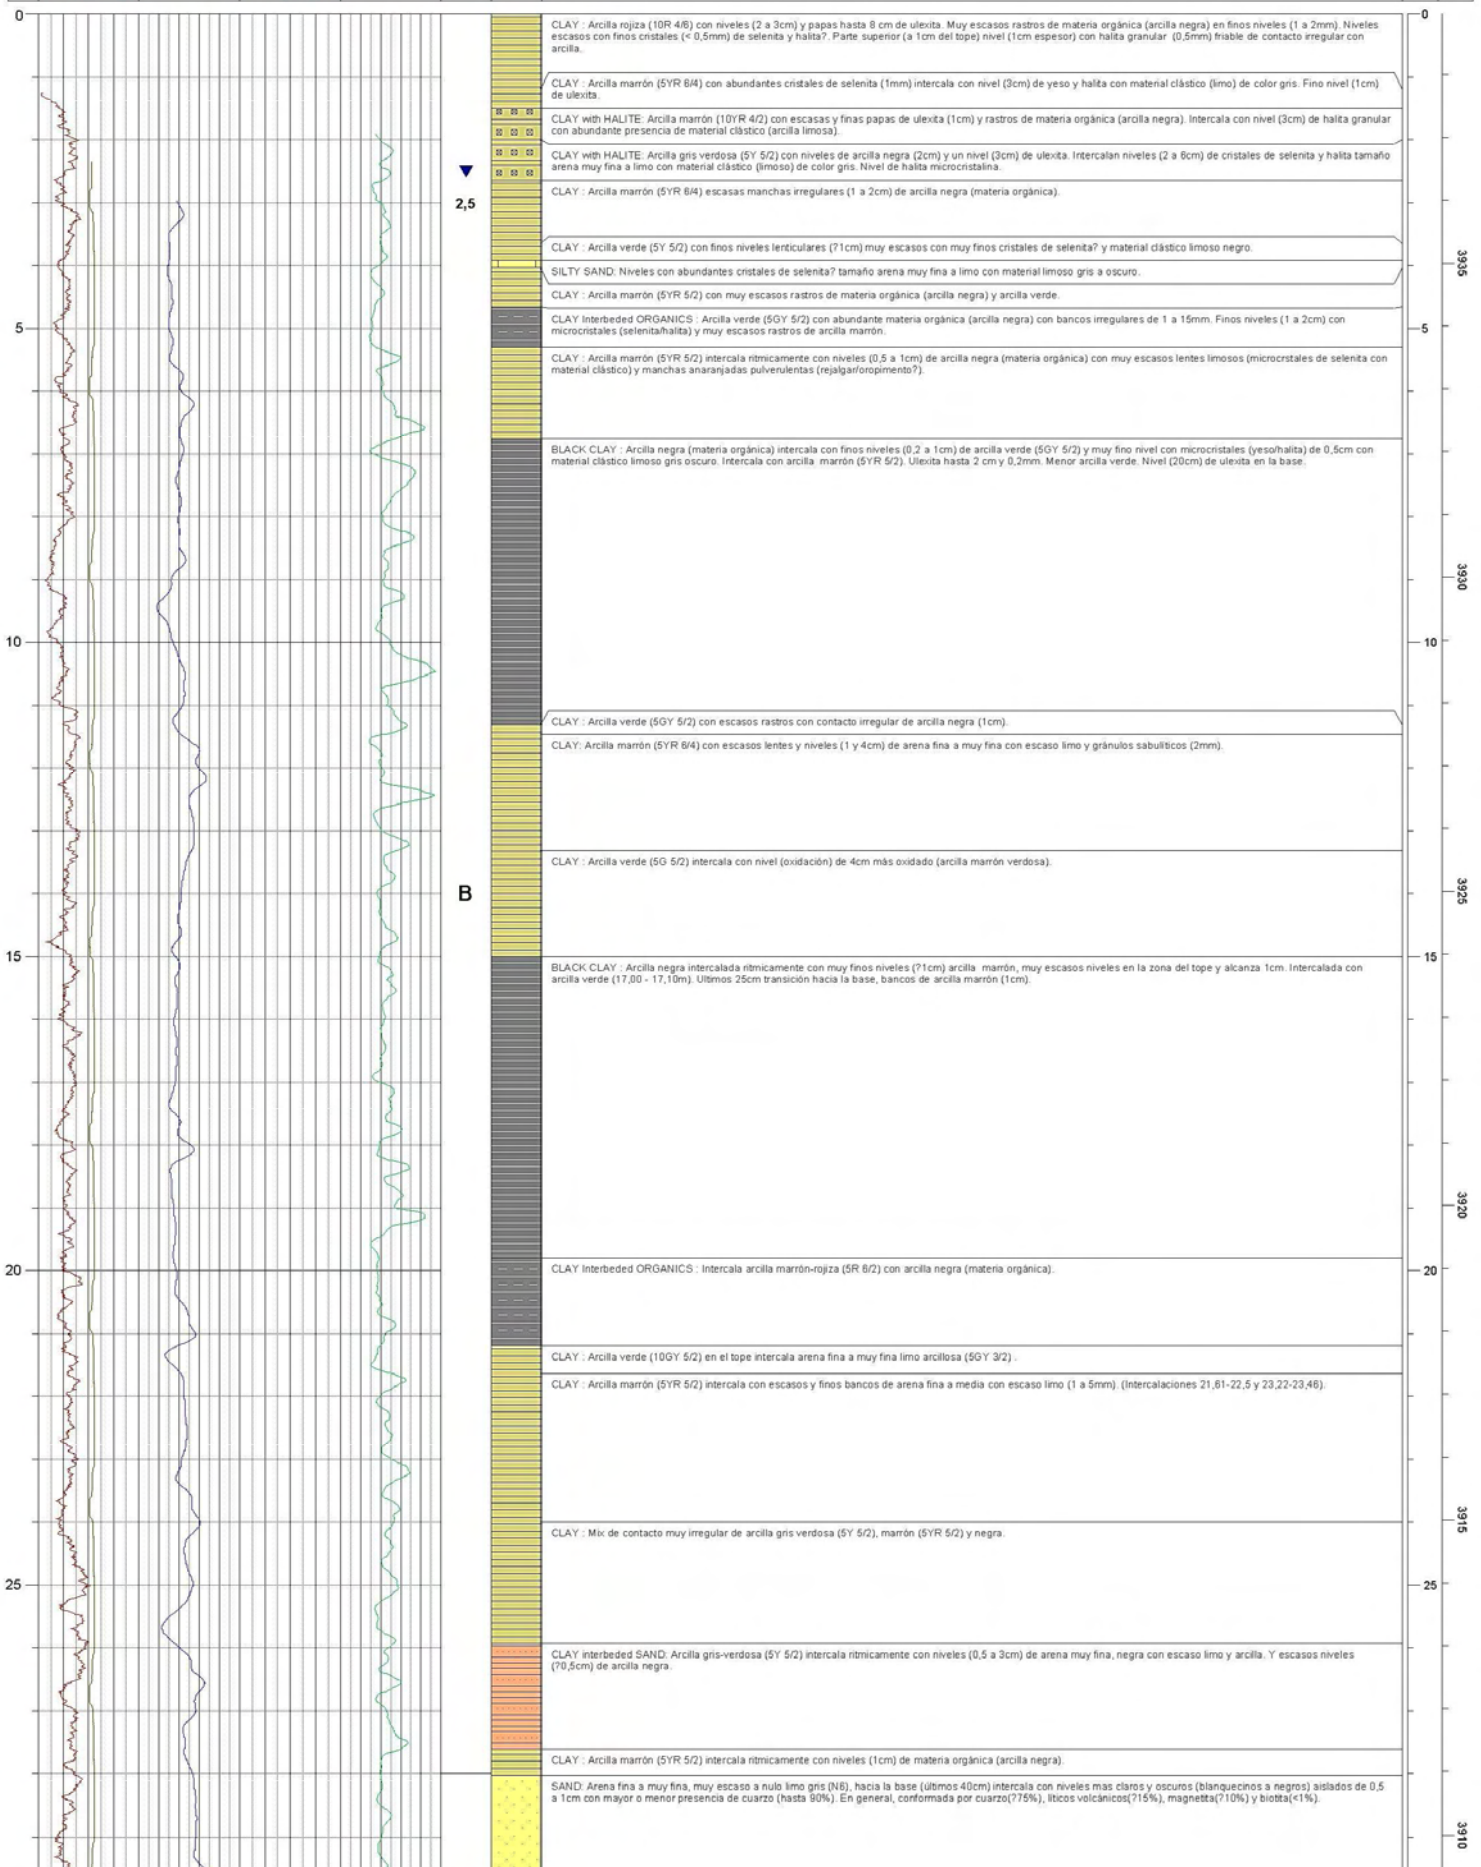 0
0
CLAY : Arcilla rojiza (10R 4/6) con niveles (2 a 3cm) y papas hasta 8 cm de ulexita. Muy escasos rastros de materia orgánica (arcilla negra) en finos niveles (1 a 2mm). Niveles
escasos con finos cristales (< 0,5mm) de selenita y halita?. Parte superior (a 1cm del tope) nivel (1cm espesor) con halita granular (0,5mm) friable de contacto irregular con
arcilla.
CLAY : Arcilla marrón (5YR 6/4) con abundantes cristales de selenita (1mm) intercala con nivel (3cm) de yeso y halita con material clástico (limo) de color gris. Fino nivel (1cm)
de ulexita.
CLAY with HALITE: Arcilla marrón (10YR 4/2) con escasas y finas papas de ulexita (1cm) y rastros de materia orgánica (arcilla negra). Intercala con nivel (3cm) de halita granular
con abundante presencia de material clástico (arcilla limosa).
CLAY with HALITE: Arcilla gris verdosa (5Y 5/2) con niveles de arcilla negra (2cm) y un nivel (3cm) de ulexita. Intercalan niveles (2 a 6cm) de cristales de selenita y halita tamaño
arena muy fina a limo con material clástico (limoso) de color gris. Nivel de halita microcristalina.
2,5
CLAY : Arcilla marrón (5YR 6/4) escasas manchas irregulares (1 a 2cm) de arcilla negra (materia orgánica).
CLAY : Arcilla verde (5Y 5/2) con finos niveles lenticulares (?1cm) muy escasos con muy finos cristales de selenita? y material clástico limoso negro.
3935
SILTY SAND: Niveles con abundantes cristales de selenita? tamaño arena muy fina a limo con material limoso gris a oscuro.
CLAY : Arcilla marrón (5YR 5/2) con muy escasos rastros de materia orgánica (arcilla negra) y arcilla verde.
5
5
CLAY Interbeded ORGANICS : Arcilla verde (5GY 5/2) con abundante materia orgánica (arcilla negra) con bancos irregulares de 1 a 15mm. Finos niveles (1 a 2cm) con
microcristales (selenita/halita) y muy escasos rastros de arcilla marrón.
CLAY : Arcilla marrón (5YR 5/2) intercala ritmicamente con niveles (0,5 a 1cm) de arcilla negra (materia orgánica) con muy escasos lentes limosos (microcrstales de selenita con
material clástico) y manchas anaranjadas pulverulentas (rejalgar/oropimento?).
BLACK CLAY : Arcilla negra (materia orgánica) intercala con finos niveles (0,2 a 1cm) de arcilla verde (5GY 5/2) y muy fino nivel con microcristales (yeso/halita) de 0,5cm con
material clástico limoso gris oscuro. Intercala con arcilla marrón (5YR 5/2). Ulexita hasta 2 cm y 0,2mm. Menor arcilla verde. Nivel (20cm) de ulexita en la base.
3930
10
10
CLAY : Arcilla verde (5GY 5/2) con escasos rastros con contacto irregular de arcilla negra (1cm).
CLAY: Arcilla marrón (5YR 6/4) con escasos lentes y niveles (1 y 4cm) de arena fina a muy fina con escaso limo y gránulos sabulíticos (2mm).
CLAY : Arcilla verde (5G 5/2) intercala con nivel (oxidación) de 4cm más oxidado (arcilla marrón verdosa).
B
3925
15
15
BLACK CLAY : Arcilla negra intercalada ritmicamente con muy finos niveles (?1cm) arcilla marrón, muy escasos niveles en la zona del tope y alcanza 1cm. Intercalada con
arcilla verde (17,00 - 17,10m). Ultimos 25cm transición hacia la base, bancos de arcilla marrón (1cm).
3920
20
20
CLAY Interbeded ORGANICS : Intercala arcilla marrón-rojiza (5R 6/2) con arcilla negra (materia orgánica).
CLAY : Arcilla verde (10GY 5/2) en el tope intercala arena fina a muy fina limo arcillosa (5GY 3/2) .
CLAY : Arcilla marrón (5YR 5/2) intercala con escasos y finos bancos de arena fina a media con escaso limo (1 a 5mm). (Intercalaciones 21,61-22,5 y 23,22-23,46).
3915
CLAY : Mix de contacto muy irregular de arcilla gris verdosa (5Y 5/2), marrón (5YR 5/2) y negra.
25
25
CLAY interbeded SAND: Arcilla gris-verdosa (5Y 5/2) intercala ritmicamente con niveles (0,5 a 3cm) de arena muy fina, negra con escaso limo y arcilla. Y escasos niveles
(?0,5cm) de arcilla negra.
CLAY : Arcilla marrón (5YR 5/2) intercala ritmicamente con niveles (1cm) de materia orgánica (arcilla negra).
SAND: Arena fina a muy fina, muy escaso a nulo limo gris (N6), hacia la base (últimos 40cm) intercala con niveles mas claros y oscuros (blanquecinos a negros) aislados de 0,5
a 1cm con mayor o menor presencia de cuarzo (hasta 90%). En general, conformada por cuarzo(?75%), líticos volcánicos(?15%), magnetita(?10%) y biotita(<1%).
3910